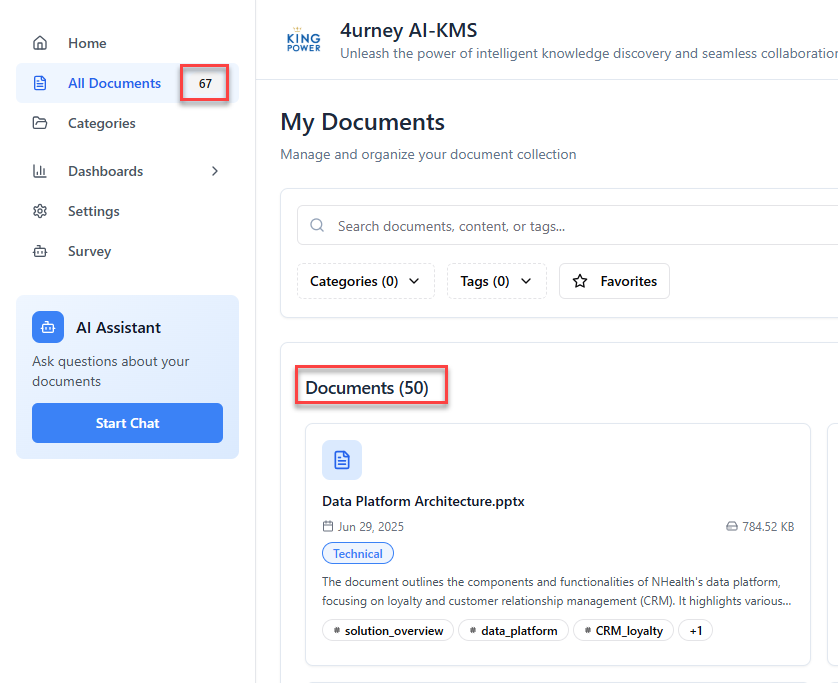 Home
All Documents 67
Categories
Dashboards
Settings
Survey
AI Assistant
Ask questions about your
documents
Start Chat
KING
POWER
4urney AI-KMS
Unleash the power of intelligent knowledge discovery and seamless collaboration
My Documents
Manage and organize your document collection
Search documents, content, or tags...
Categories (0) Tags (0) Favorites
Documents (50)
Data Platform Architecture.pptx
Jun 29, 2025 784.52 KB
Technical
The document outlines the components and functionalities of NHealth's data platform,
focusing on loyalty and customer relationship management (CRM). It highlights various...
# solution_overview # data_platform # CRM_loyalty +1